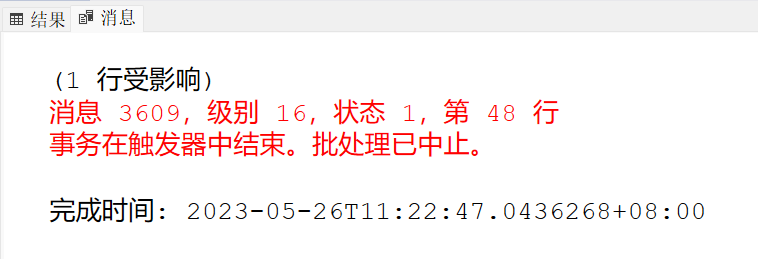 结果 消息
(1 行受影响)
消息 3609，级别 16，状态 1，第 48 行
事务在触发器中结束。批处理已中止。
完成时间: 2023-05-26T11:22:47.0436268+08:00